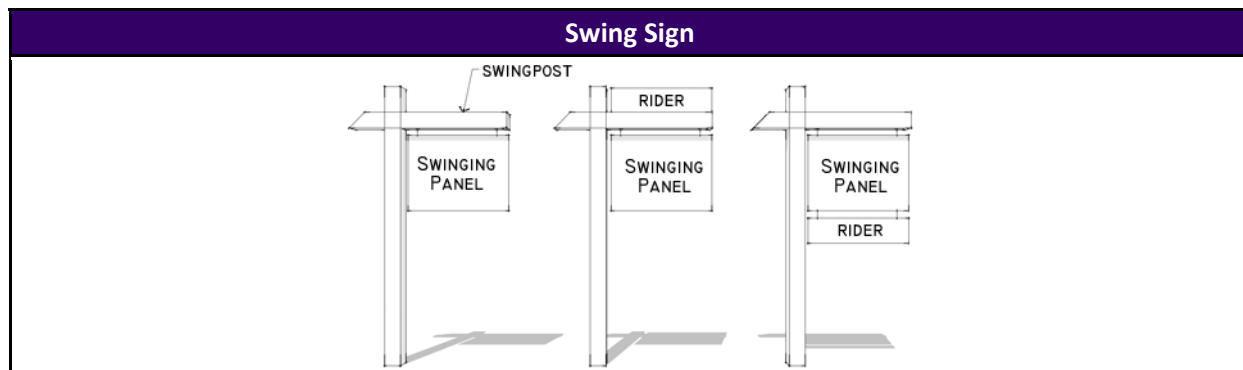 Swing Sign
SWINGPOST
SWINGING
PANEL
RIDER
SWINGING
PANEL
SWINGING
PANEL
RIDER